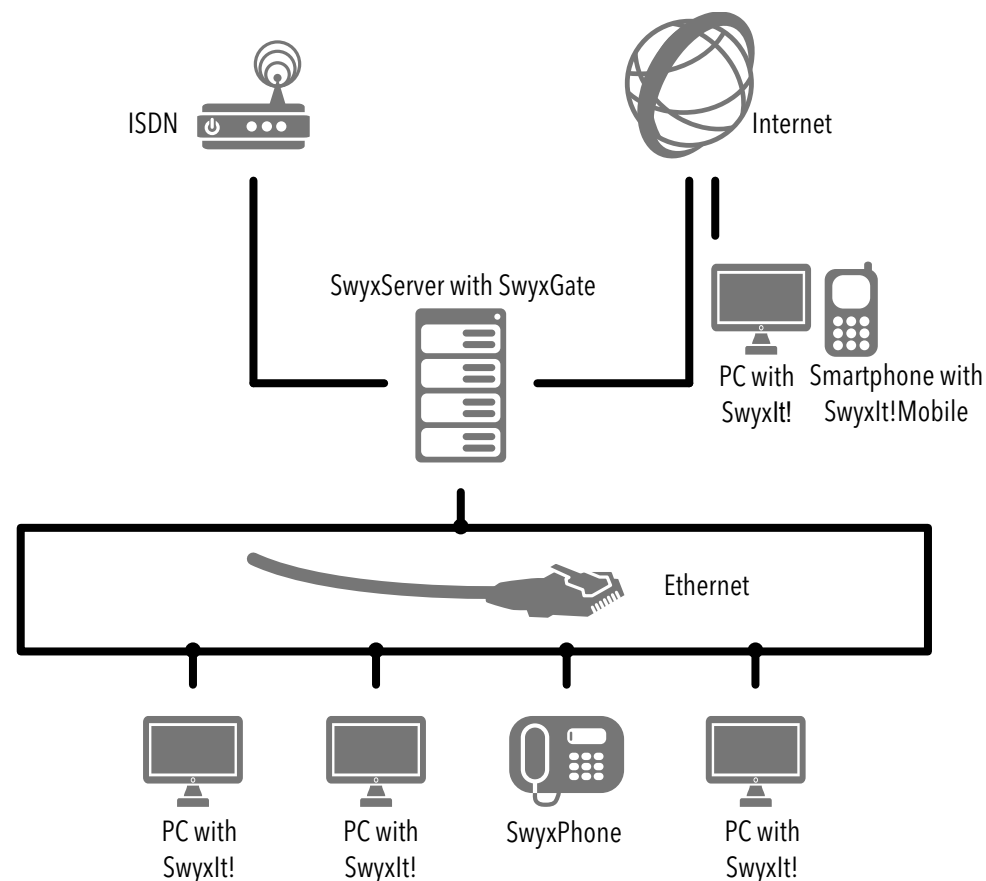 ISDN
Internet
SwyxServer with SwyxGate
PC with
SwyxIt!
Smartphone with
SwyxIt!Mobile
Ethernet
PC with
SwyxIt!
PC with
SwyxIt!
SwyxPhone
PC with
SwyxIt!